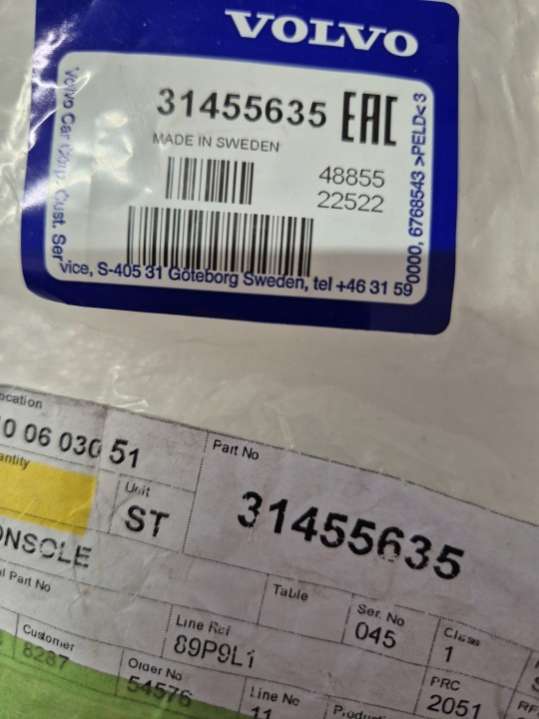 VOLVO
31455635 EAC
MADE IN SWEDEN
48855
22522
Volvo Car Corp. Cust. Service, S-405 31 Göteborg Sweden, tel +46 31 59 0000, 6768543 >PELD< 3
ocation
0 06 030 51
antity
Unit
ST
Part No
31455635
ONSOLE
l Part No
Table
Ser. No
045
Class
1
Line Ref
89P9L1
Customer
8287
Order No
54576
Line No
11
PRC
2051